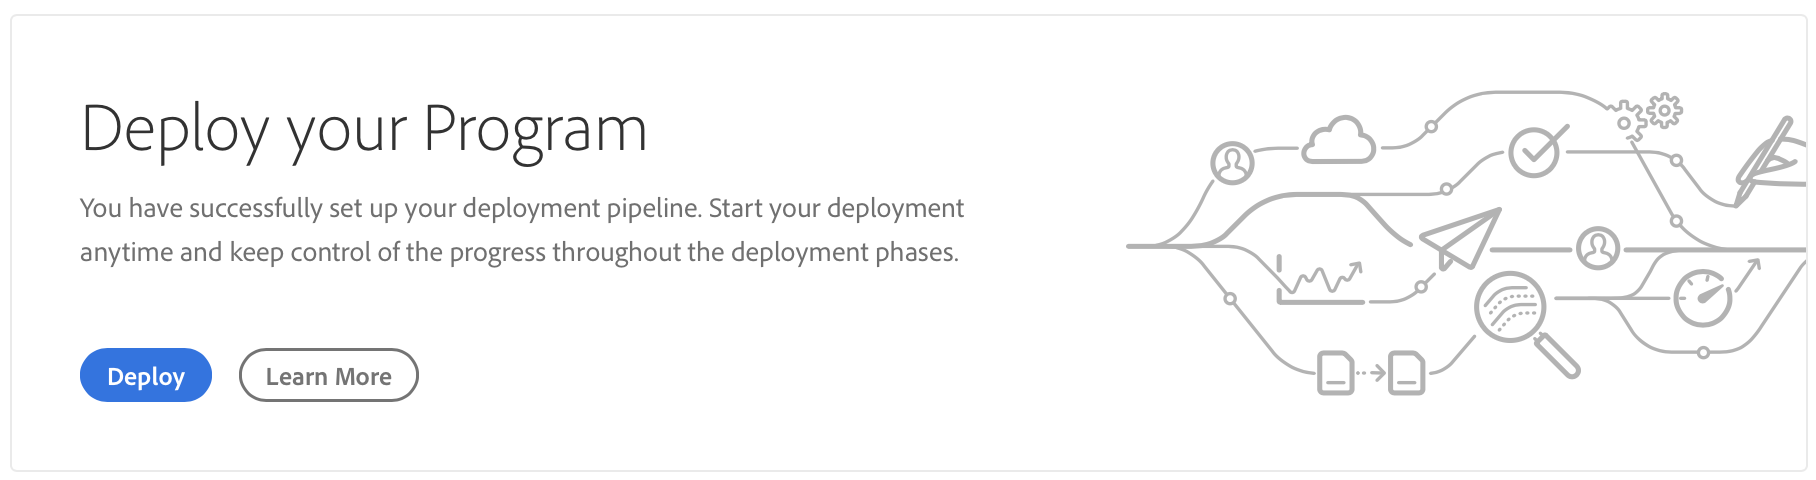 Deploy your Program
You have successfully set up your deployment pipeline. Start your deployment
anytime and keep control of the progress throughout the deployment phases.
Deploy
Learn More